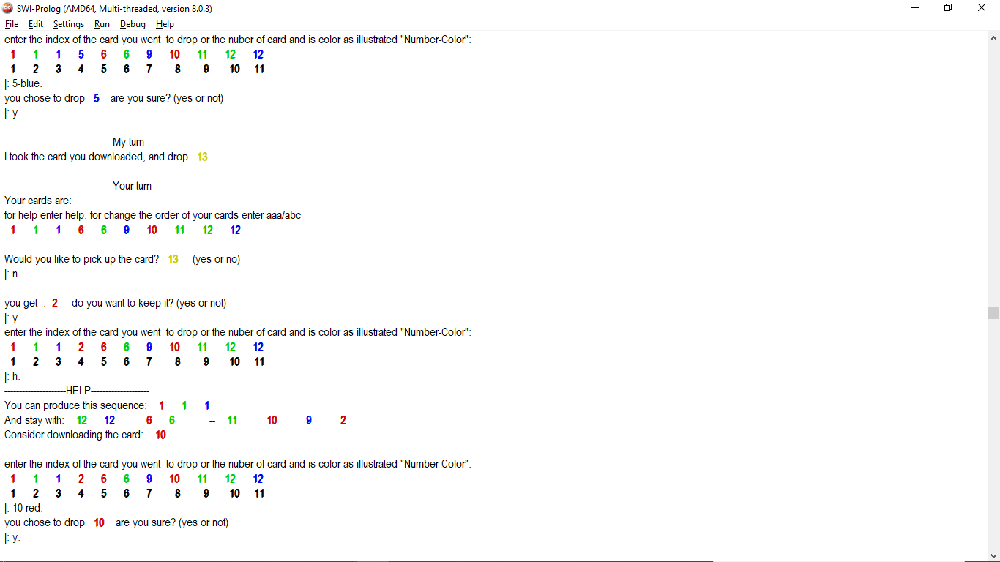 SWI-Prolog (AMD64, Multi-threaded, version 8.0.3)
File Edit Settings Run Debug Help
enter the index of the card you went to drop or the nuber of card and is color as illustrated "Number-Color":
1 1 1 5 6 6 9 10 11 12 12
1 2 3 4 5 6 7 8 9 10 11
|: 5-blue.
you chose to drop 5 are you sure? (yes or not)
|: y.
-------------------------------------My turn--------------------------------------------------------
I took the card you downloaded, and drop 13
-------------------------------------Your turn------------------------------------------------------
Your cards are:
for help enter help. for change the order of your cards enter aaa/abc
1 1 1 6 6 9 10 11 12 12
Would you like to pick up the card? 13 (yes or no)
|: n.
you get : 2 do you want to keep it? (yes or not)
|: y.
enter the index of the card you went to drop or the nuber of card and is color as illustrated "Number-Color":
1 1 1 2 6 6 9 10 11 12 12
1 2 3 4 5 6 7 8 9 10 11
|: h.
---------------------HELP--------------------
You can produce this sequence: 1 1 1
And stay with: 12 12 6 6 -- 11 10 9 2
Consider downloading the card: 10
enter the index of the card you went to drop or the nuber of card and is color as illustrated "Number-Color":
1 1 1 2 6 6 9 10 11 12 12
1 2 3 4 5 6 7 8 9 10 11
|: 10-red.
you chose to drop 10 are you sure? (yes or not)
|: y.